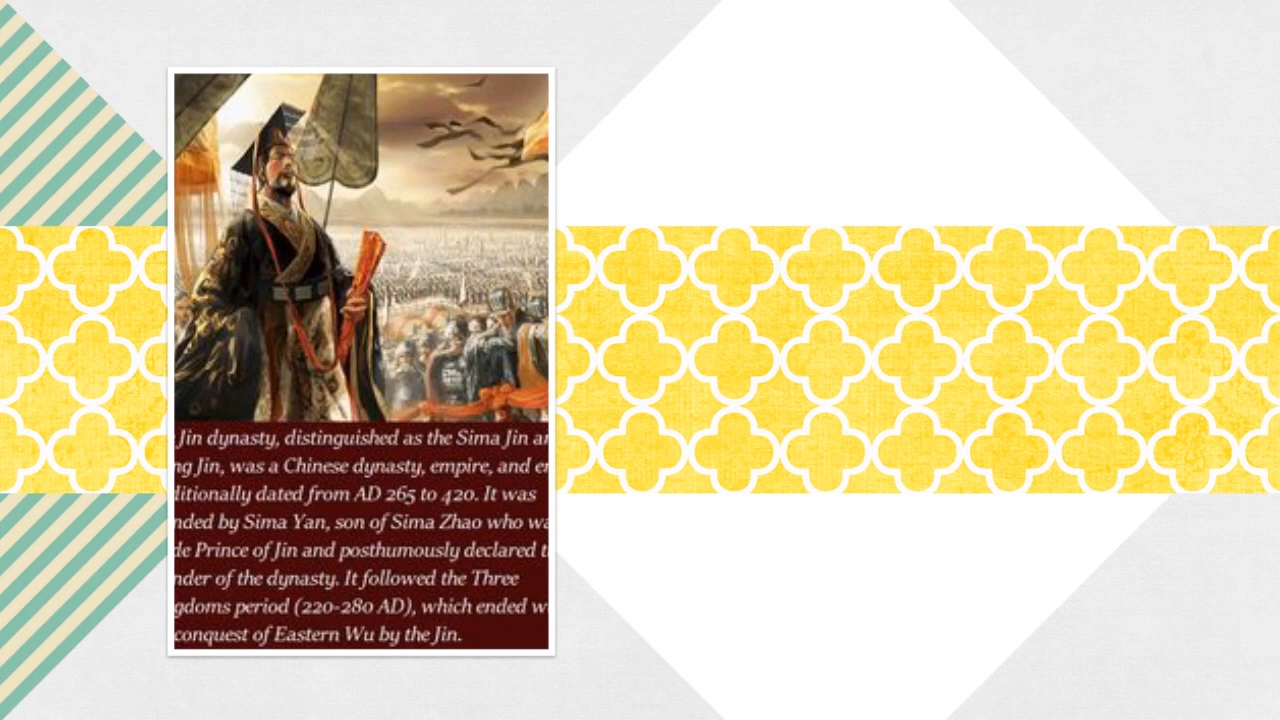 Jin dynasty, distinguished as the Sima Jin
Jin, was a Chinese dynasty, empire, and
ditionally dated from AD 265 to 420. It was
nded by Sima Yan, son of Sima Zhao who wa
de Prince of Jin and posthumously declared
nder of the dynasty. It followed the Three
gdoms period (220-280 AD), which ended w
conquest of Eastern Wu by the Jin.